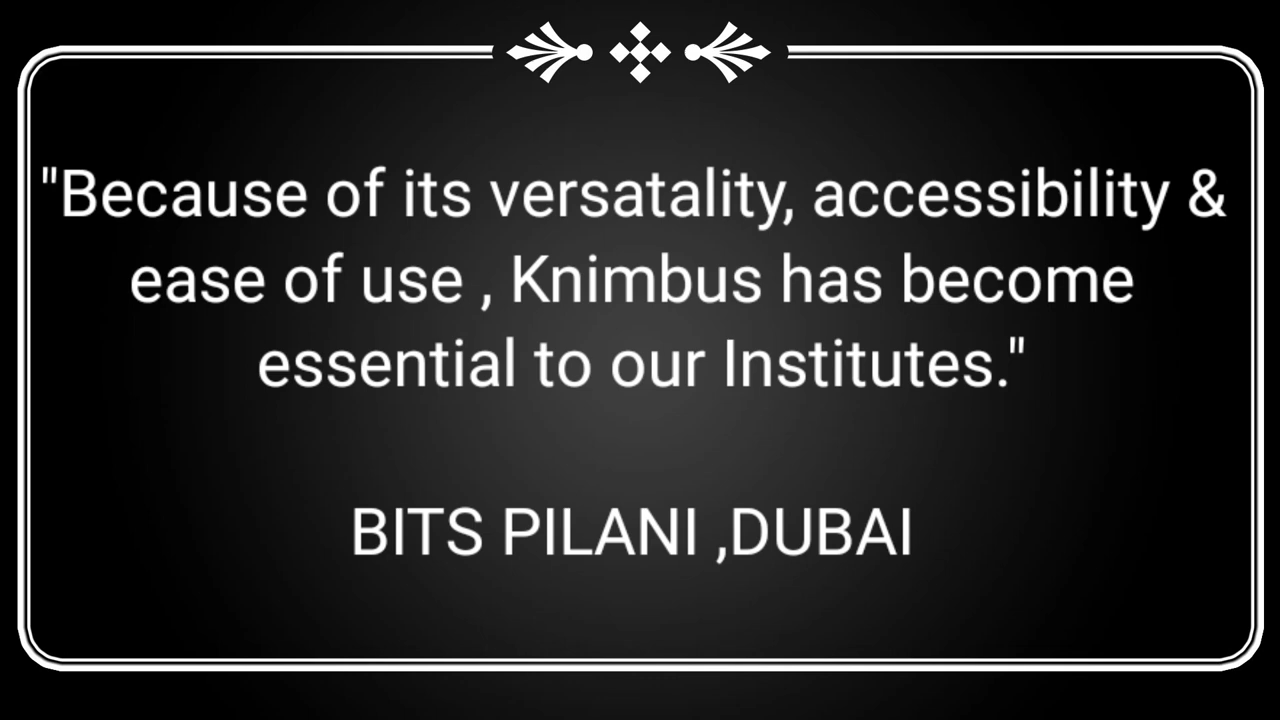 "Because of its versatality, accessibility &
ease of use , Knimbus has become
essential to our Institutes."
BITS PILANI ,DUBAI